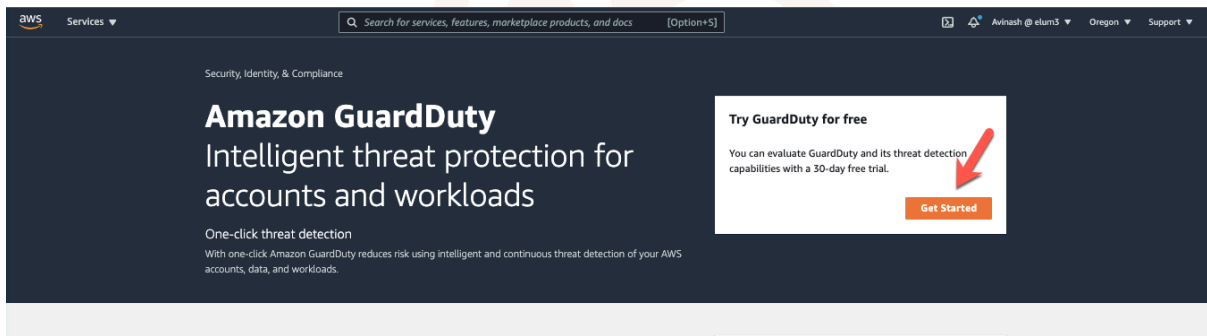 aws
Services ▼
Search for services, features, marketplace products, and docs
[Option+S]
Avinash @ elum3 ▼
Oregon ▼
Support ▼
Security, Identity, & Compliance
Amazon GuardDuty
Intelligent threat protection for
accounts and workloads
One-click threat detection
With one-click Amazon GuardDuty reduces risk using intelligent and continuous threat detection of your AWS
accounts, data, and workloads.
Try GuardDuty for free
You can evaluate GuardDuty and its threat detection
capabilities with a 30-day free trial.
Get Started